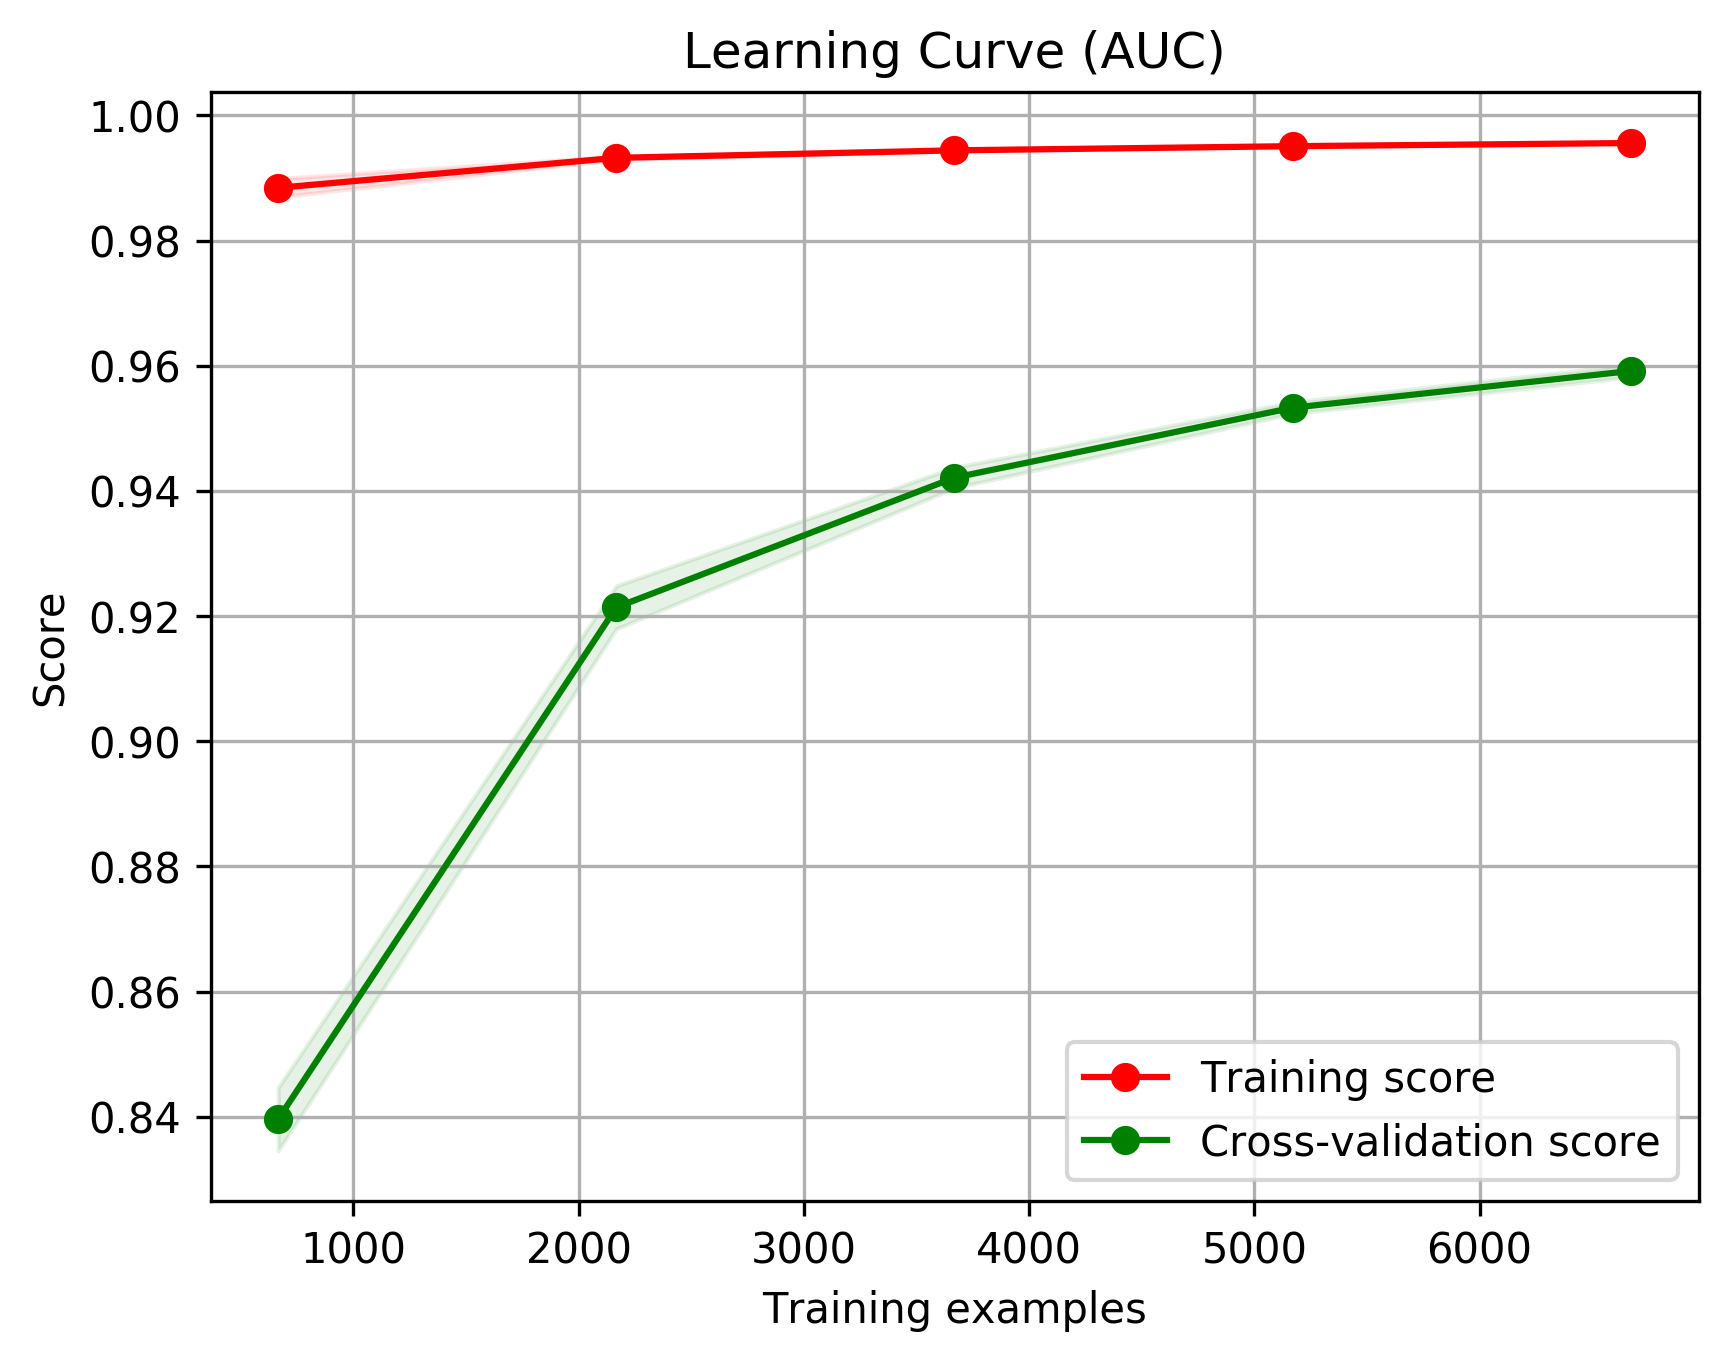 Learning Curve (AUC)
1.00
0.98
0.96
0.94
0.92
0.90
0.88
0.86
0.84
Score
1000 2000 3000 4000 5000 6000
Training examples
Training score
Cross-validation score